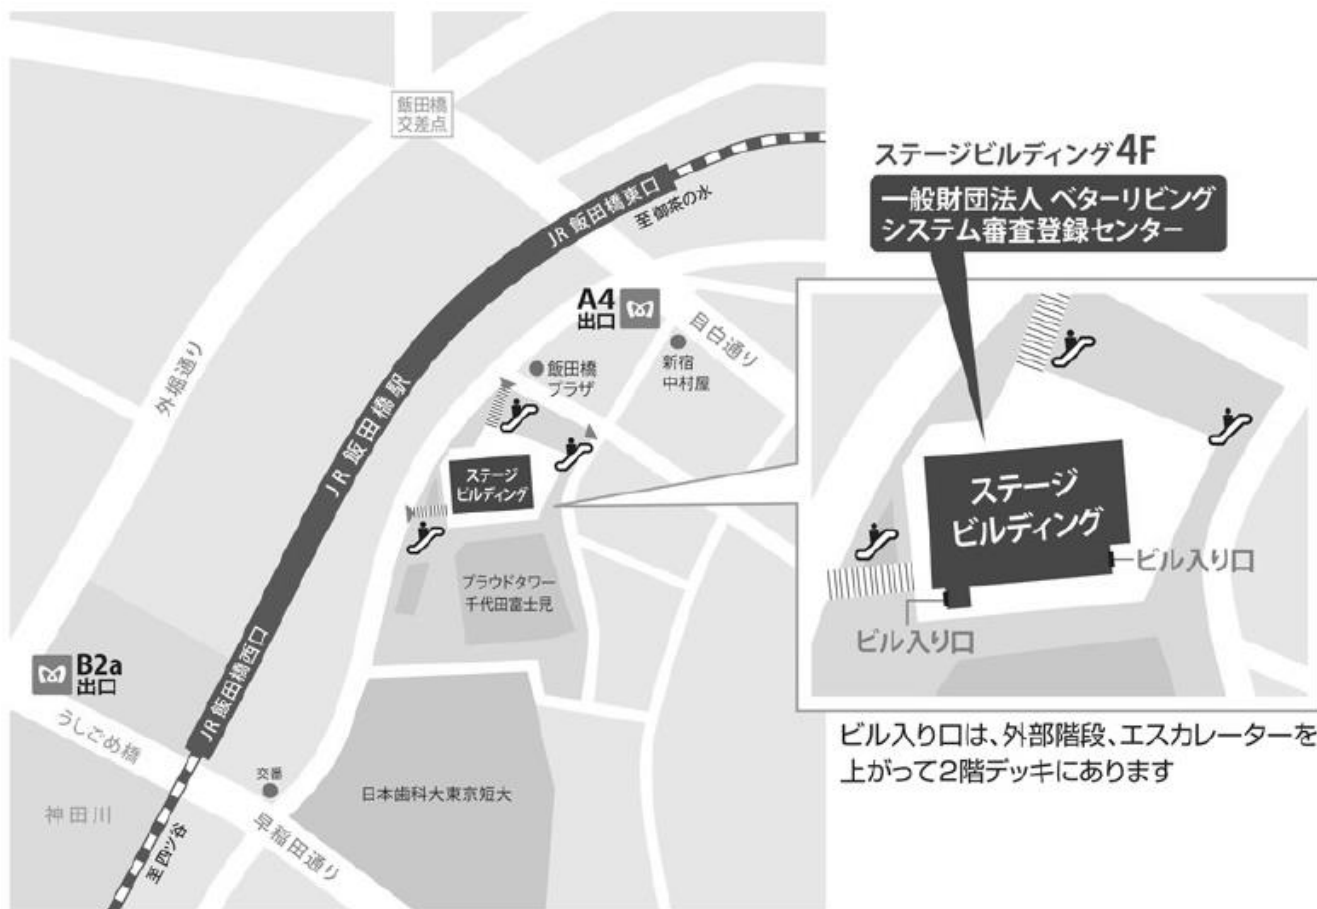 飯田橋
交差点
JR 飯田橋東口
至御茶の水
ステージビルディング4F
一般財団法人 ベターリビング
システム審査登録センター
A4
出口
目白通り
新宿
中村屋
飯田橋
プラザ
外堀通り
JR 飯田橋駅
ステージ
ビルディング
ステージ
ビルディング
ビル入り口
ビル入り口
プラウドタワー
千代田富士見
B2a
出口
JR 飯田橋西口
うしごめ橋
交番
神田川
至四ツ谷
早稲田通り
日本歯科大東京短大
ビル入り口は、外部階段、エスカレーターを
上がって2階デッキにあります